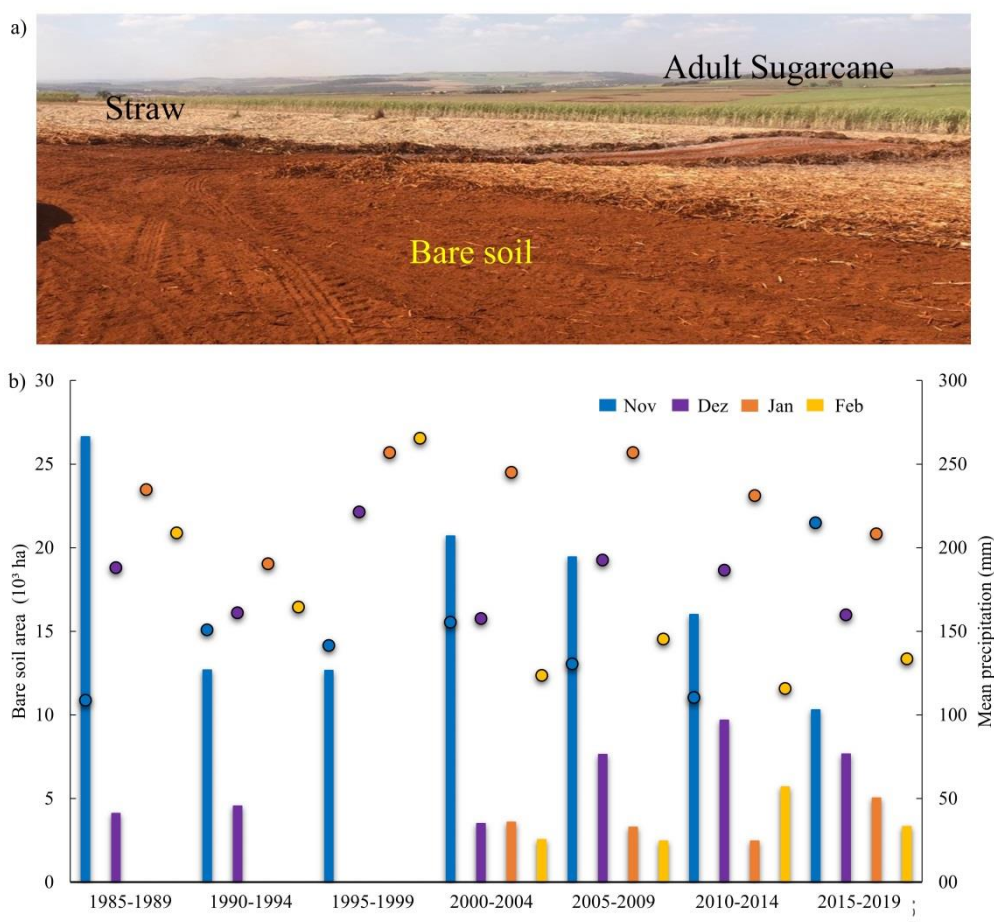 a)
Adult Sugarcane
Straw
Bare soil
b)
Nov Dez Jan Feb
Bare soil area (10³ ha)
30
25
20
15
10
5
0
Mean precipitation (mm)
300
250
200
150
100
50
00
1985-1989 1990-1994 1995-1999 2000-2004 2005-2009 2010-2014 2015-2019